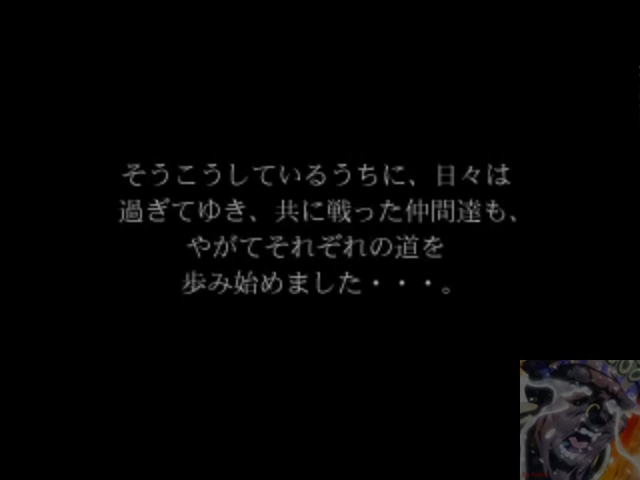 そうこうしているうちに、日々は
過ぎてゆき、共に戦った仲間達も、
やがてそれぞれの道を
歩み始めました・・・。